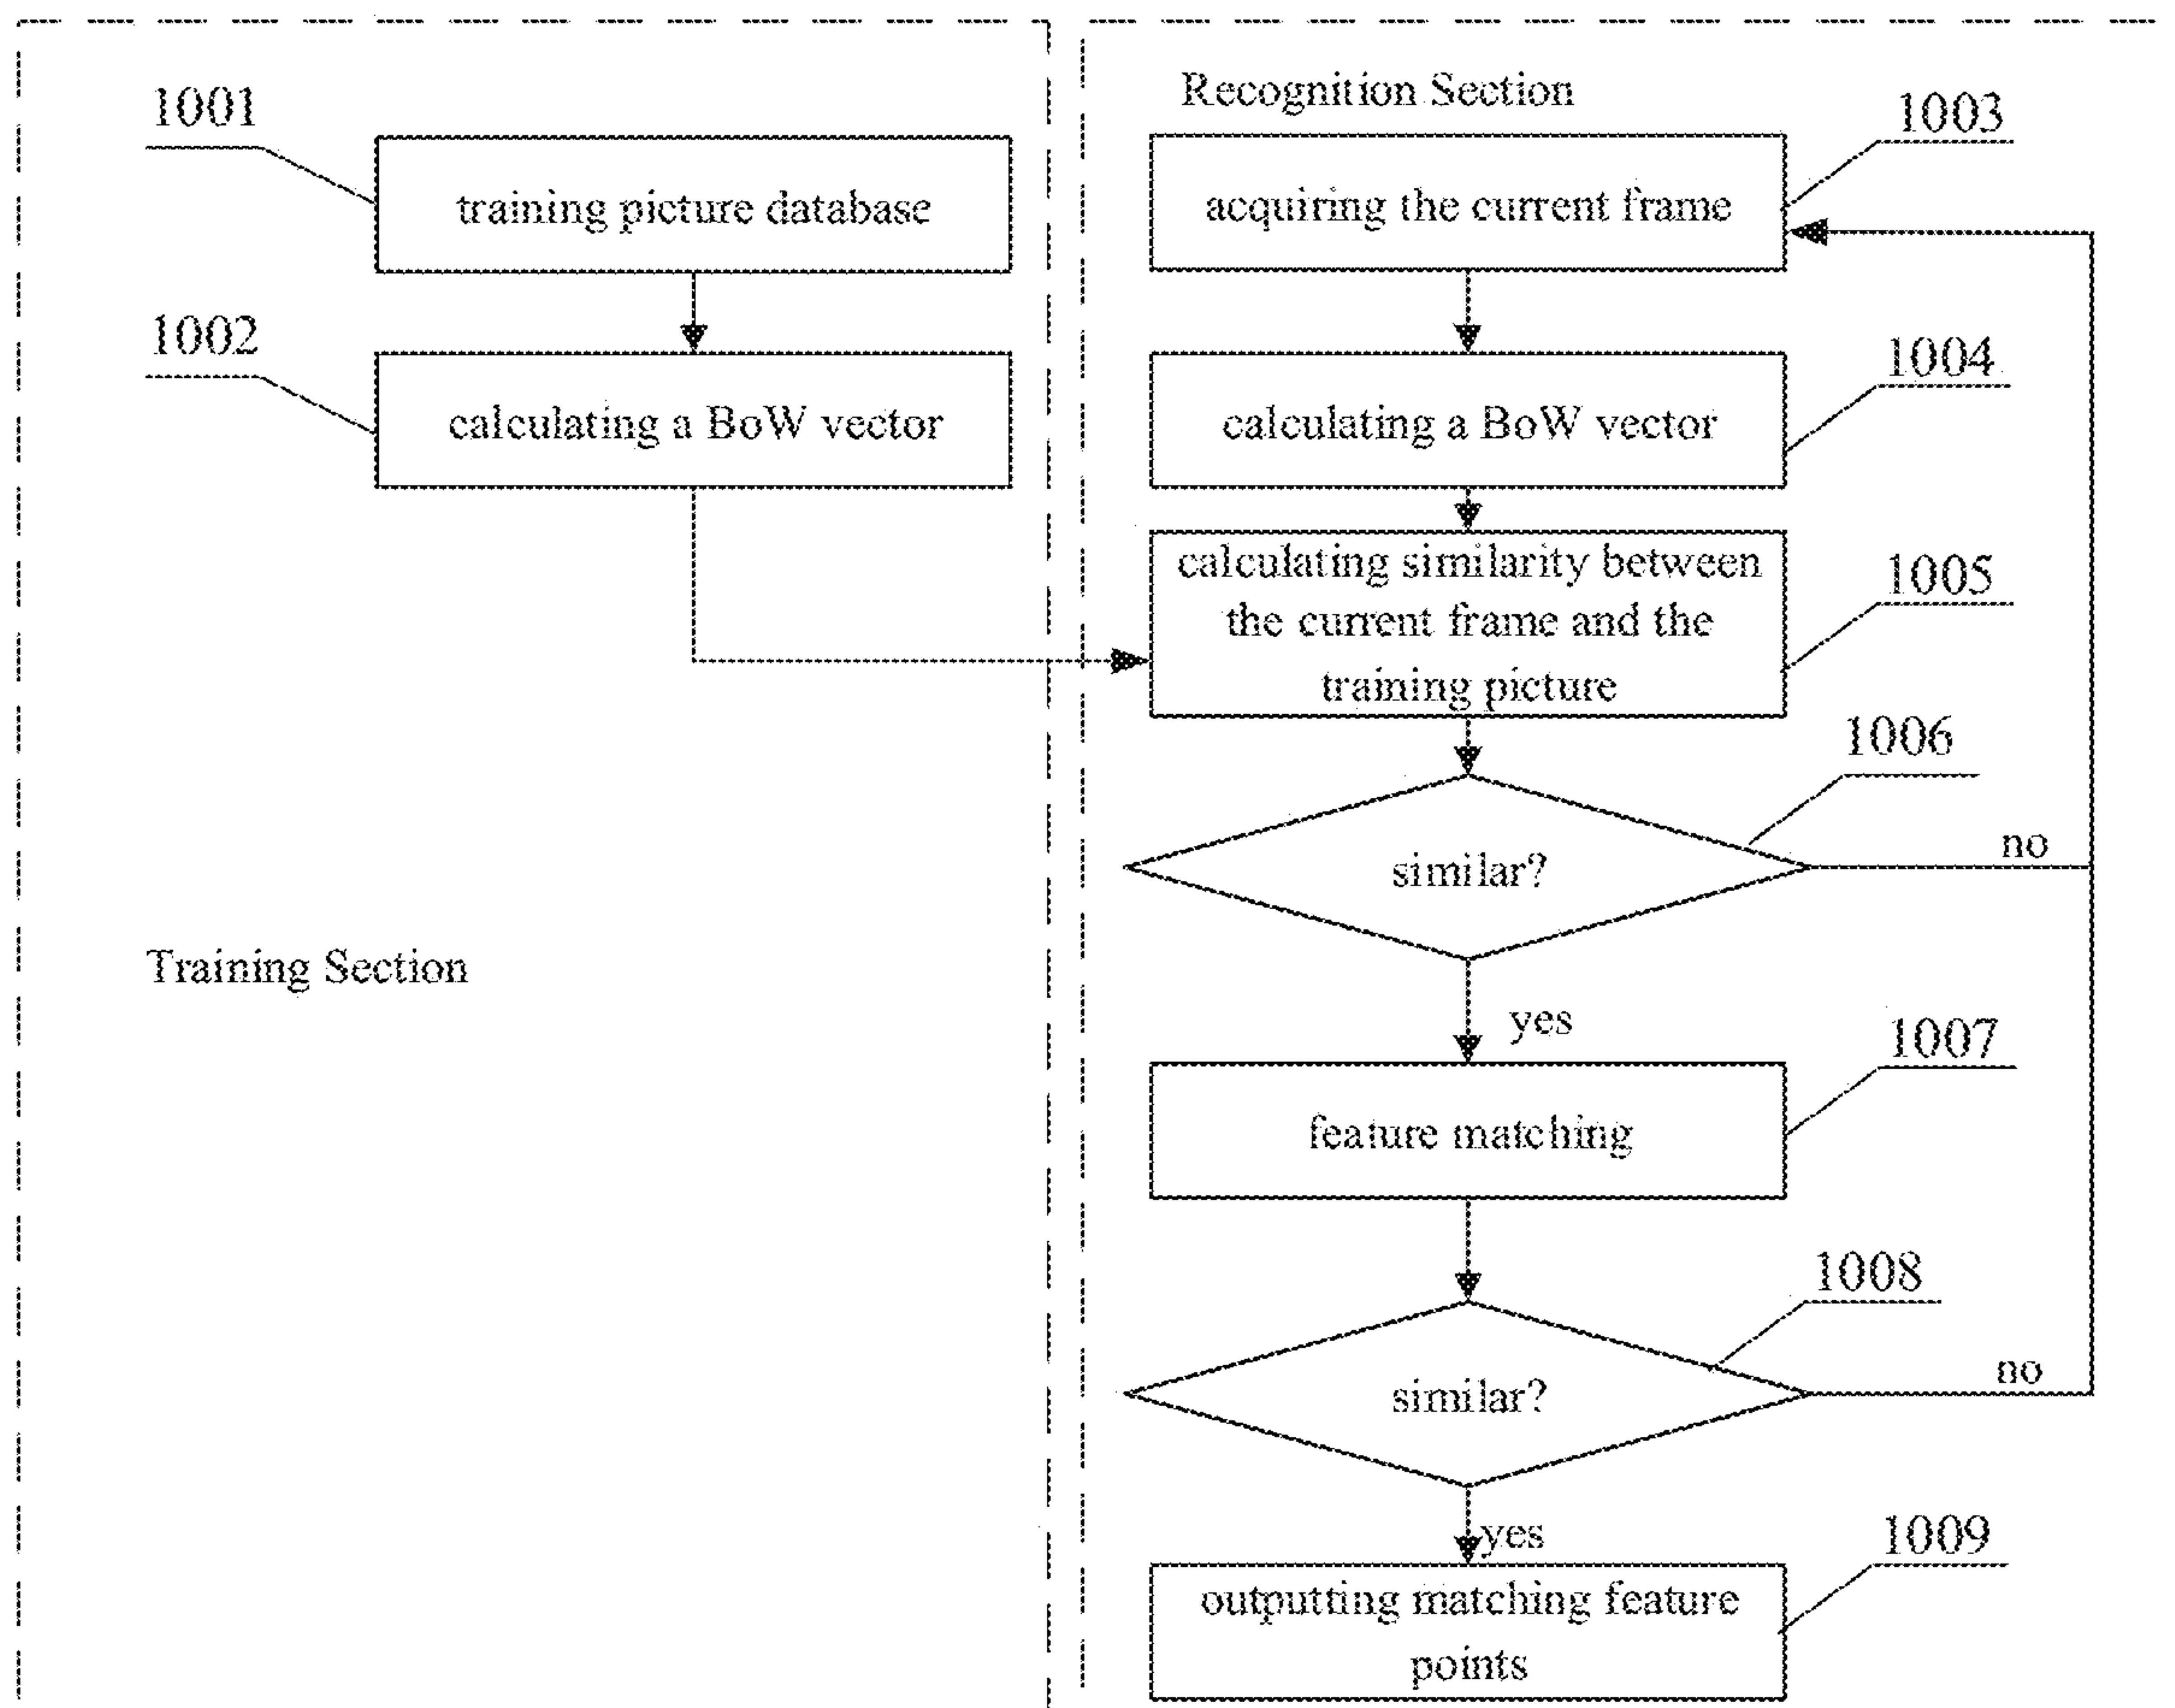 1001
training picture database
1002
calculating a BoW vector
Training Section
Recognition Section
1003
acquiring the current frame
1004
calculating a BoW vector
1005
calculating similarity between
the current frame and the
training picture
1006
similar?
no
yes
1007
feature matching
1008
similar?
no
yes
1009
outputting matching feature
points